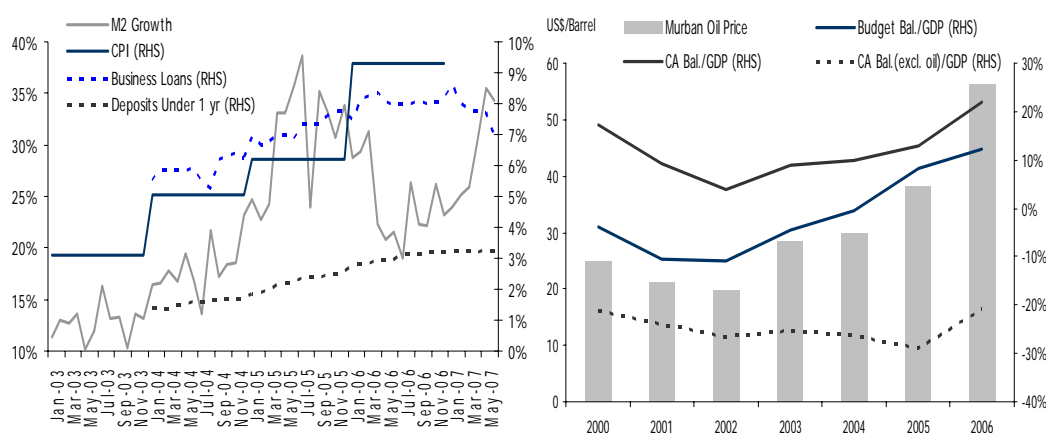 M2 Growth
CPI (RHS)
Business Loans (RHS)
Deposits Under 1 yr (RHS)
40%
35%
30%
25%
20%
15%
10%
10%
9%
8%
7%
6%
5%
4%
3%
2%
1%
0%
Jan-03
Mar-03
May-03
Jul-03
Sep-03
Nov-03
Jan-04
Mar-04
May-04
Jul-04
Sep-04
Nov-04
Jan-05
Mar-05
May-05
Jul-05
Sep-05
Nov-05
Jan-06
Mar-06
May-06
Jul-06
Sep-06
Nov-06
Jan-07
Mar-07
May-07
US$/Barrel
Murban Oil Price
Budget Bal./GDP (RHS)
CA Bal./GDP (RHS)
CA Bal.(excl. oil)/GDP (RHS)
60
50
40
30
20
10
0
30%
20%
10%
0%
-10%
-20%
-30%
-40%
2000
2001
2002
2003
2004
2005
2006